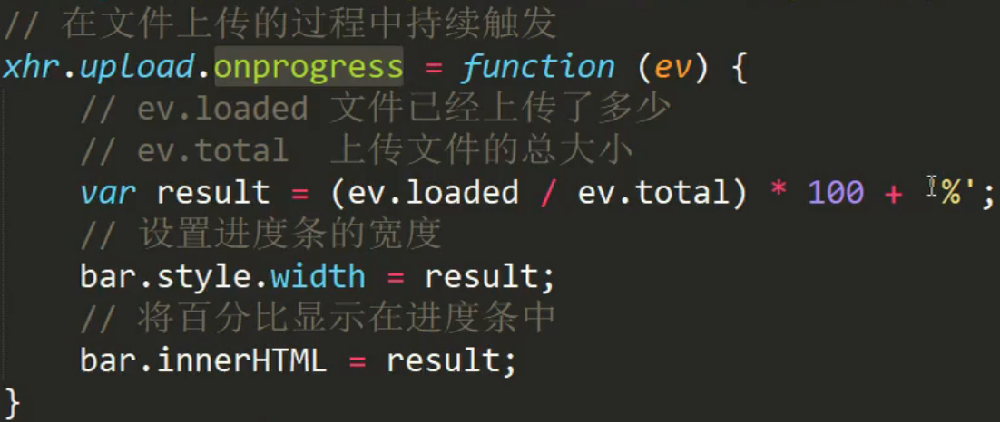 // 在文件上传的过程中持续触发
xhr.upload.onprogress = function (ev) {
// ev.loaded 文件已经上传了多少
// ev.total 上传文件的总大小
var result = (ev.loaded / ev.total) * 100 + '%';
// 设置进度条的宽度
bar.style.width = result;
// 将百分比显示在进度条中
bar.innerHTML = result;
}